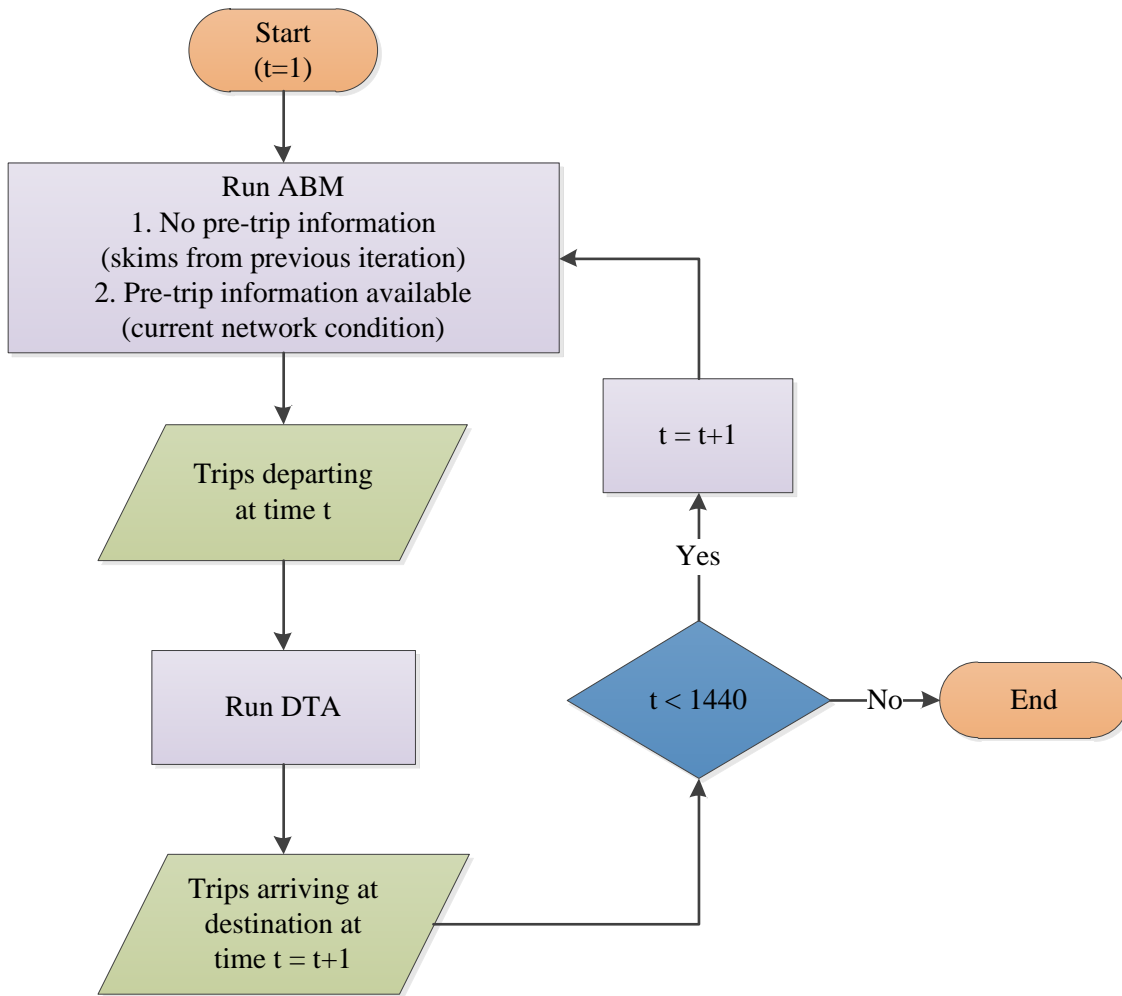 Start
(t=1)
Run ABM
1. No pre-trip information
(skims from previous iteration)
2. Pre-trip information available
(current network condition)
Trips departing
at time t
Run DTA
Trips arriving at
destination at
time t = t+1
t < 1440
Yes
t = t+1
No
End